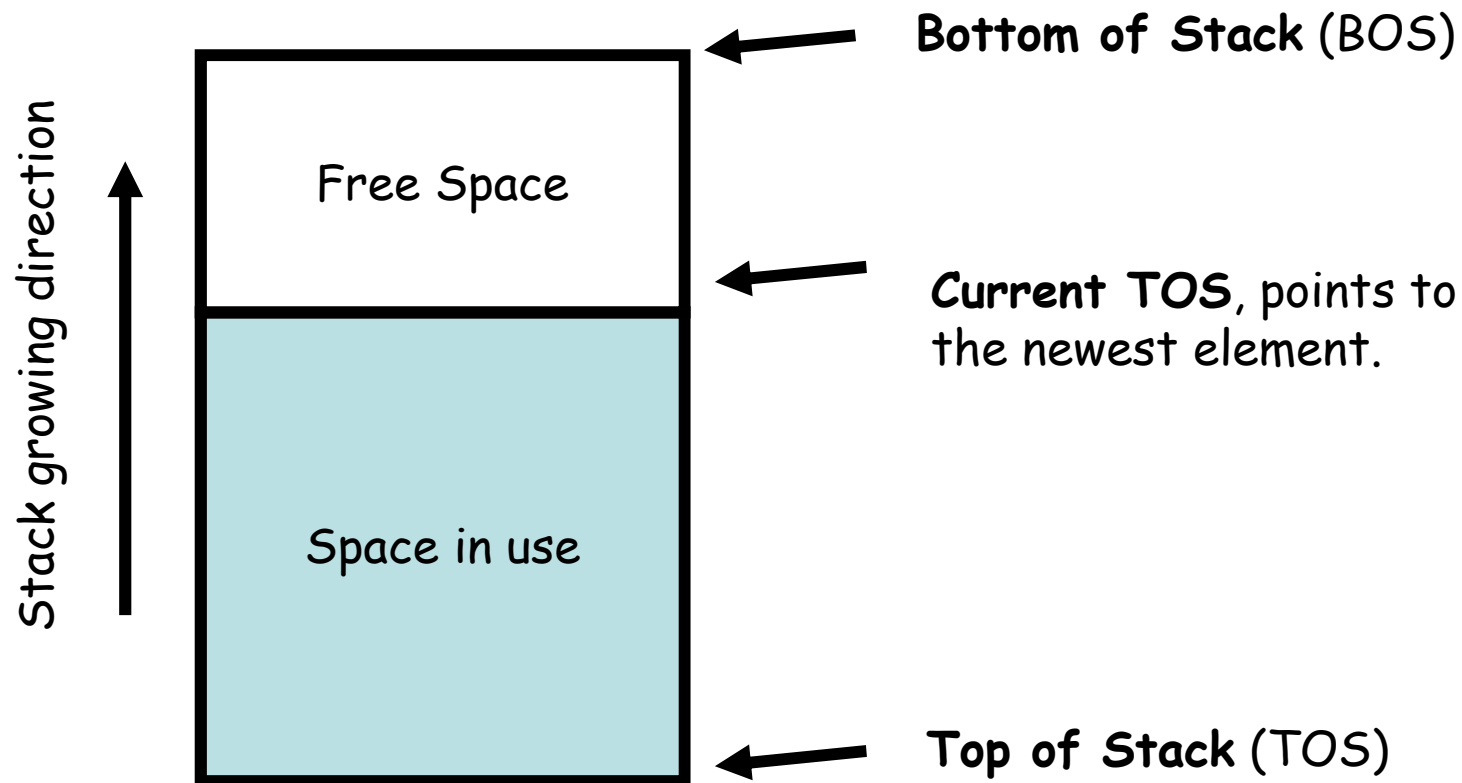 Bottom of Stack (BOS)
Stack growing direction
Free Space
Current TOS, points to
the newest element.
Space in use
Top of Stack (TOS)